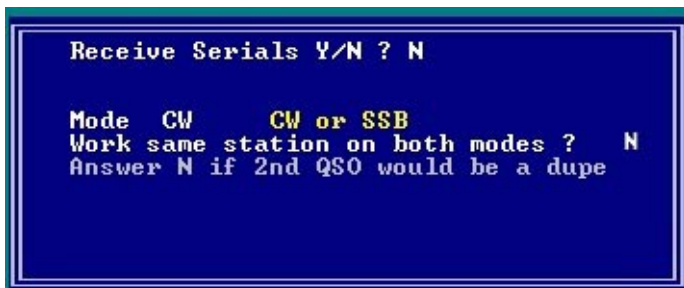 Receive Serials Y/N ? N
Mode CW CW or SSB
Work same station on both modes ? N
Answer N if 2nd QSO would be a dupe